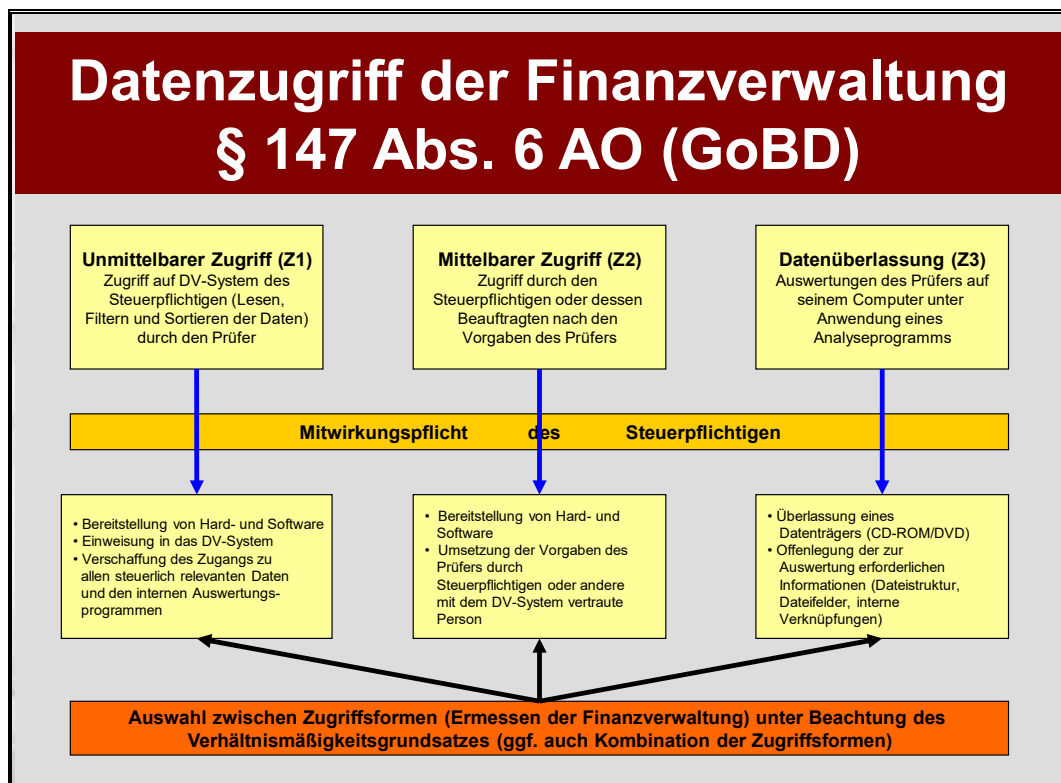 Datenzugriff der Finanzverwaltung
§ 147 Abs. 6 AO (GoBD)
Unmittelbarer Zugriff (Z1)
Zugriff auf DV-System des
Steuerpflichtigen (Lesen,
Filtern und Sortieren der Daten)
durch den Prüfer
Mittelbarer Zugriff (Z2)
Zugriff durch den
Steuerpflichtigen oder dessen
Beauftragten nach den
Vorgaben des Prüfers
Datenüberlassung (Z3)
Auswertungen des Prüfers auf
seinem Computer unter
Anwendung eines
Analyseprogramms
Mitwirkungspflicht des Steuerpflichtigen
• Bereitstellung von Hard- und Software
• Einweisung in das DV-System
• Verschaffung des Zugangs zu
allen steuerlich relevanten Daten
und den internen Auswertungs-
programmen
• Bereitstellung von Hard- und
Software
• Umsetzung der Vorgaben des
Prüfers durch
Steuerpflichtigen oder andere
mit dem DV-System vertraute
Person
• Überlassung eines
Datenträgers (CD-ROM/DVD)
• Offenlegung der zur
Auswertung erforderlichen
Informationen (Dateistruktur,
Dateifelder, interne
Verknüpfungen)
Auswahl zwischen Zugriffsformen (Ermessen der Finanzverwaltung) unter Beachtung des
Verhältnismäßigkeitsgrundsatzes (ggf. auch Kombination der Zugriffsformen)